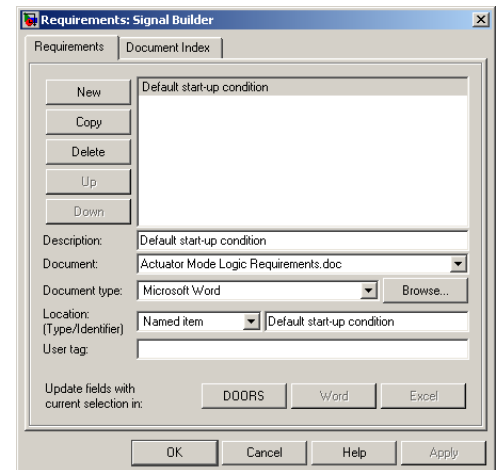 Requirements: Signal Builder
Requirements Document Index
New
Default start-up condition
Copy
Delete
Up
Down
Description: Default start-up condition
Document: Actuator Mode Logic Requirements.doc
Document type: Microsoft Word Browse...
Location:
(Type/Identifier) Named item Default start-up condition
User tag:
Update fields with
current selection in: DOORS Word Excel
OK Cancel Help Apply